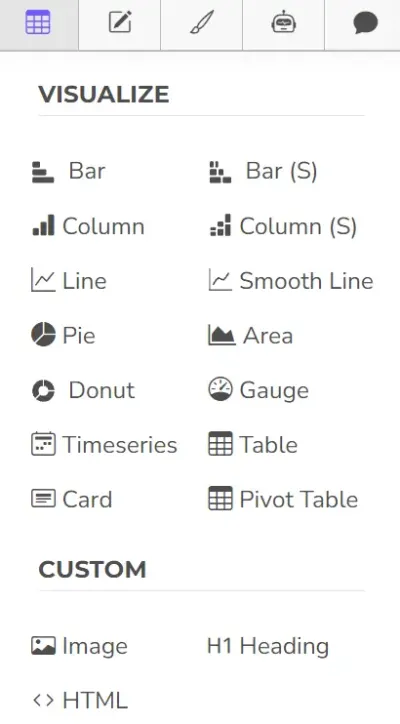 VISUALIZE
Bar Bar (S)
Column Column (S)
Line Smooth Line
Pie Area
Donut Gauge
Timeseries Table
Card Pivot Table
CUSTOM
Image H1 Heading
<> HTML